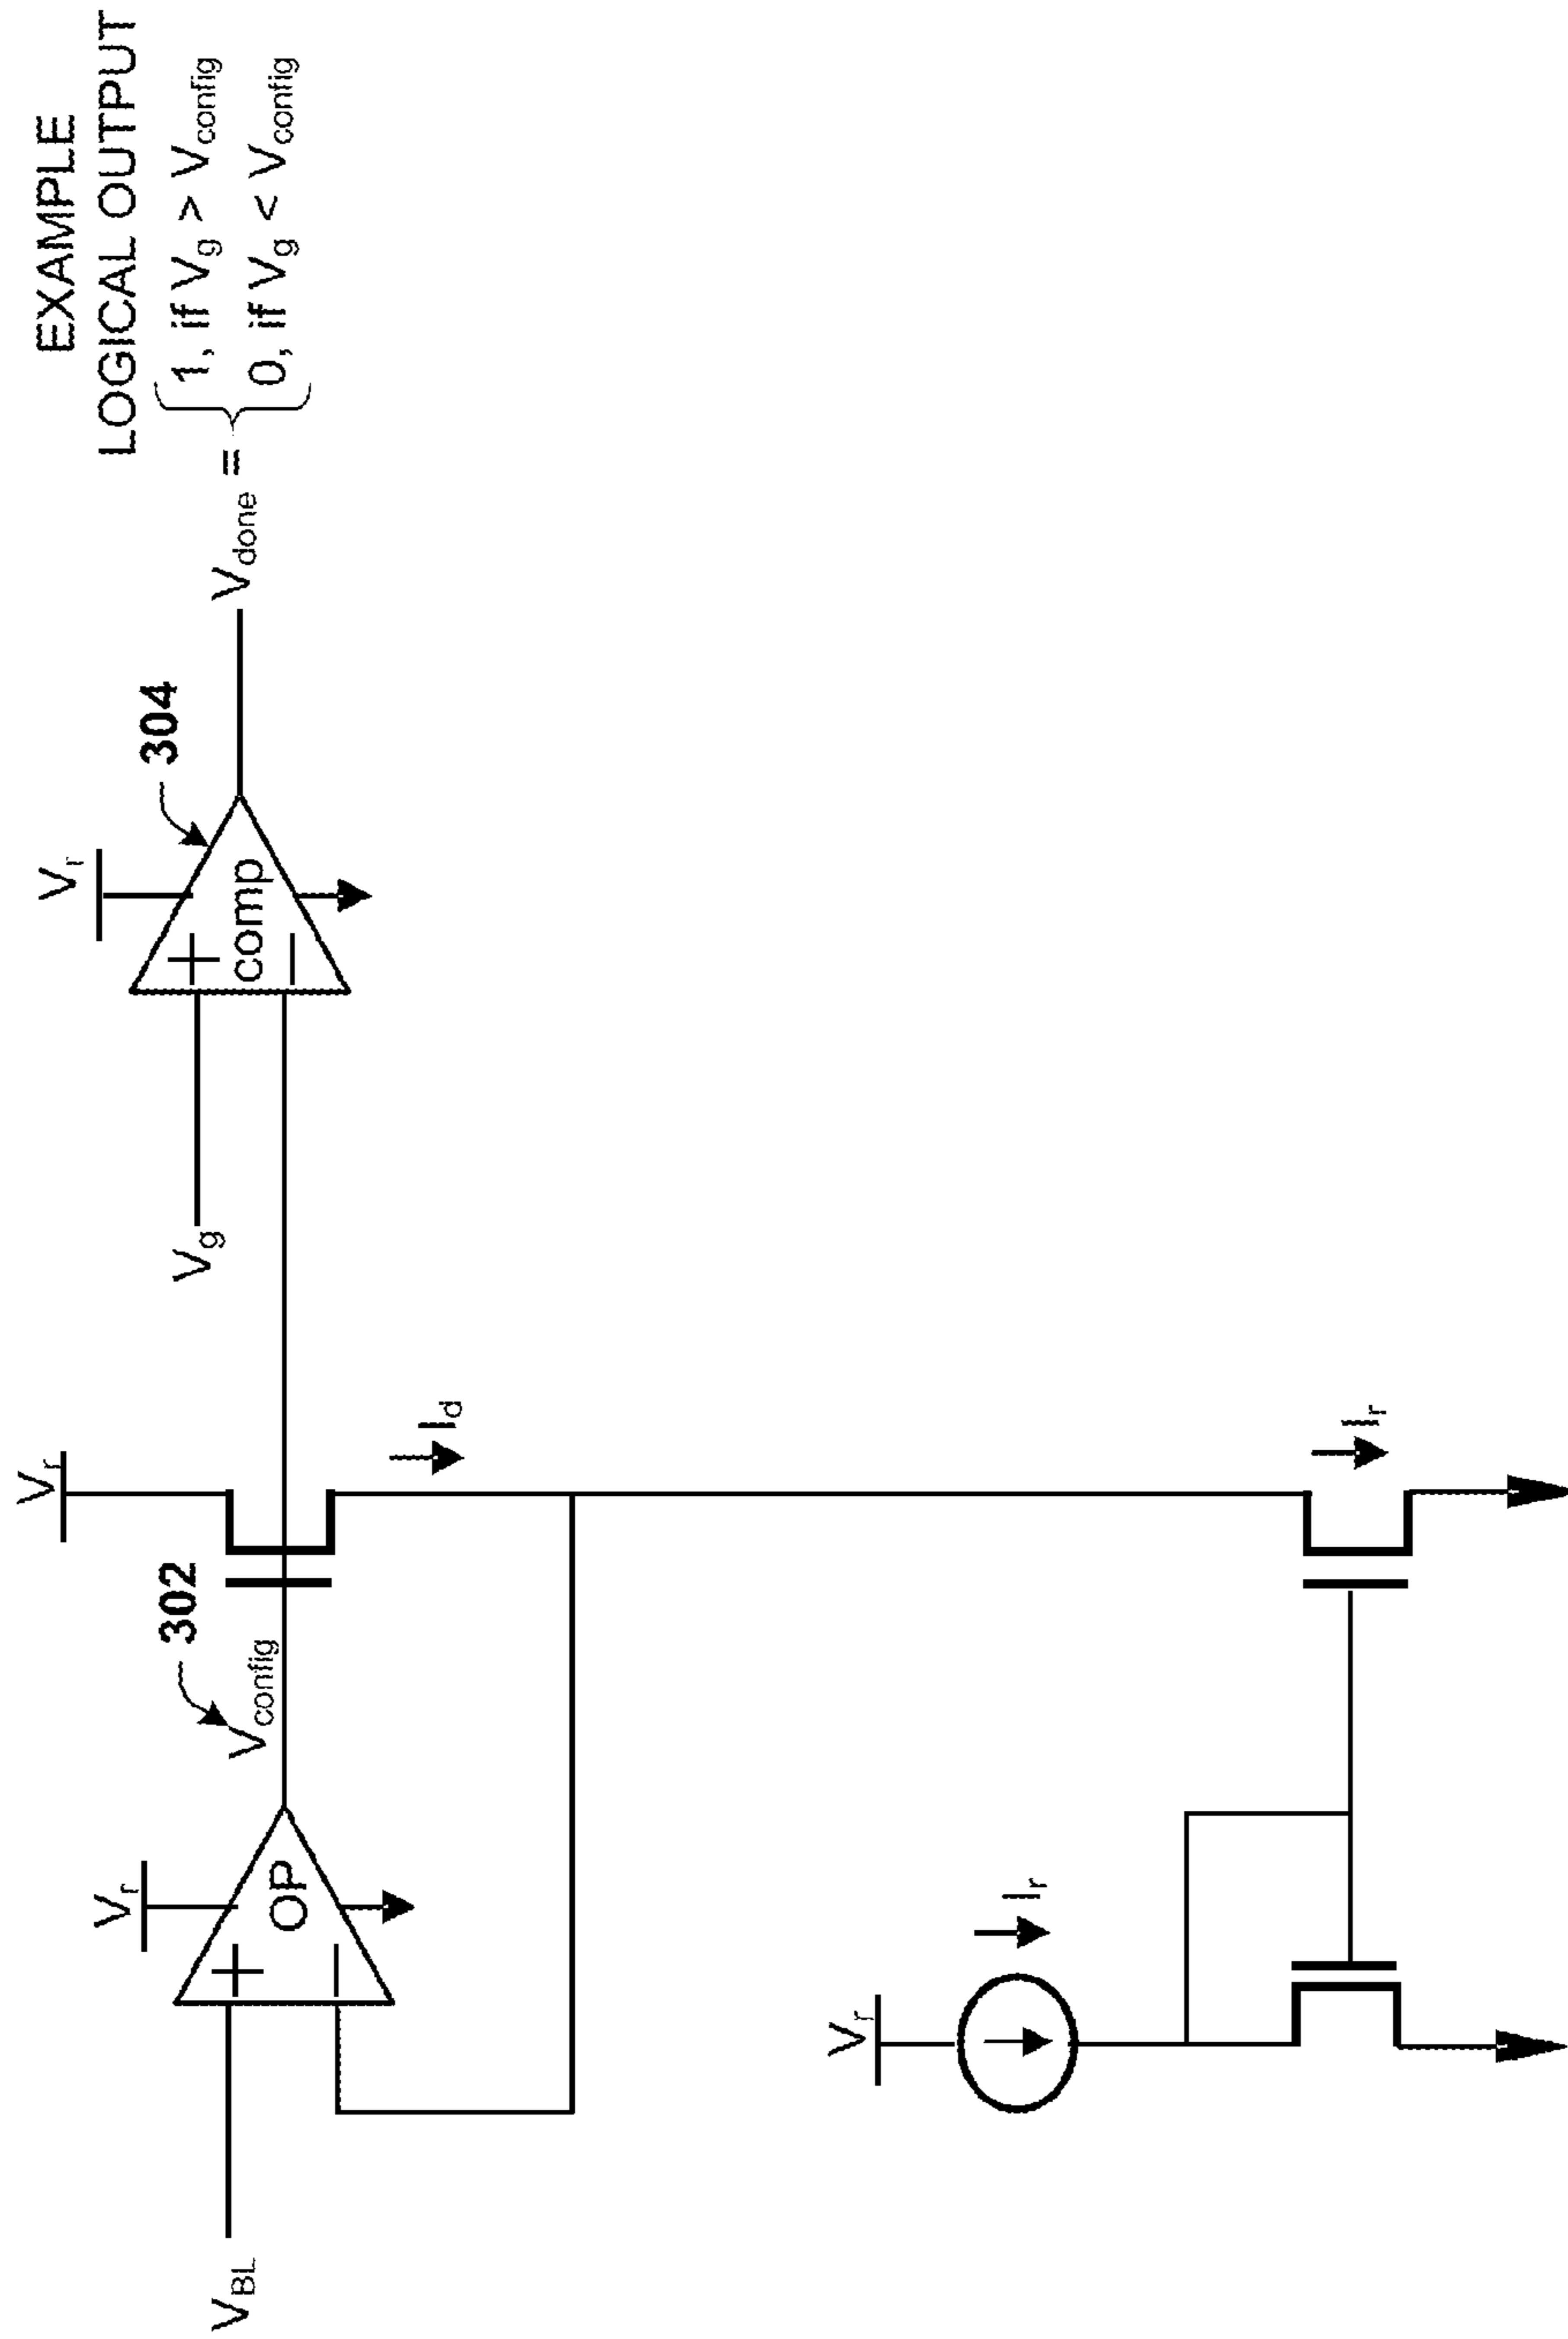 EXAMPLE
LOGICAL OUTPUT
V_r
V_r
V_r
302
304
V_BL
+
OP
−
V_config
V_g
+
comp
−
V_done = { 1, if V_g > V_config
0, if V_g < V_config
I_d
V_r
I_r
I_r